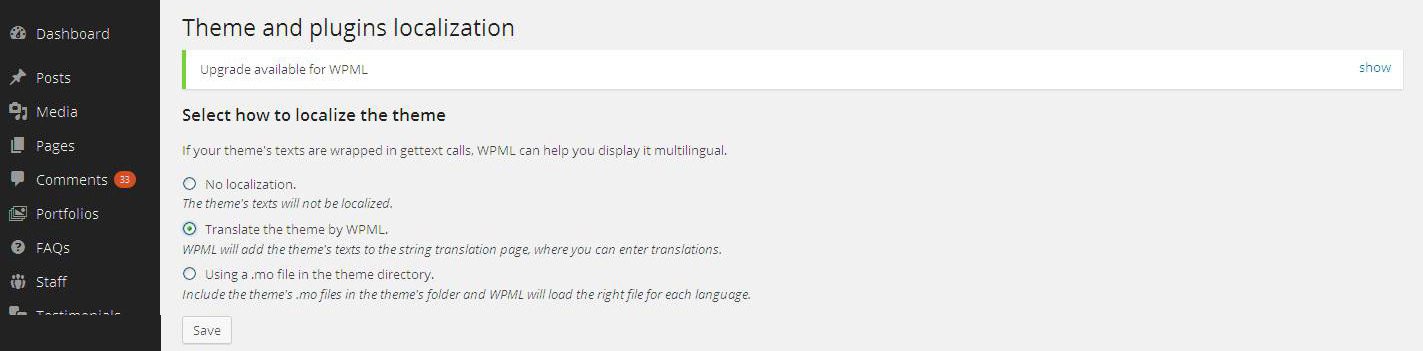 Dashboard
Posts
Media
Pages
Comments 33
Portfolios
FAQs
Staff
Testimonials
Theme and plugins localization
Upgrade available for WPML
show
Select how to localize the theme
If your theme's texts are wrapped in gettext calls, WPML can help you display it multilingual.
No localization.
The theme's texts will not be localized.
Translate the theme by WPML.
WPML will add the theme's texts to the string translation page, where you can enter translations.
Using a .mo file in the theme directory.
Include the theme's .mo files in the theme's folder and WPML will load the right file for each language.
Save